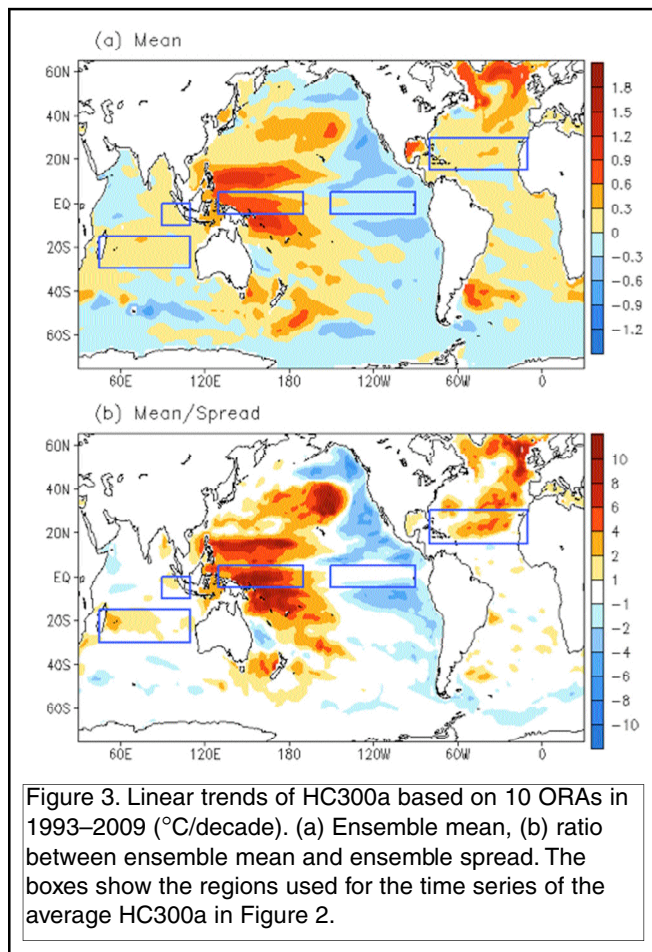 (a) Mean
60N
40N
20N
EQ
20S
40S
60S
60E
120E
180
120W
60W
0
1.8
1.5
1.2
0.9
0.6
0.3
0
−0.3
−0.6
−0.9
−1.2
(b) Mean/Spread
60N
40N
20N
EQ
20S
40S
60S
60E
120E
180
120W
60W
0
10
8
6
4
2
1
−1
−2
−4
−6
−8
−10
Figure 3. Linear trends of HC300a based on 10 ORAs in
1993–2009 (°C/decade). (a) Ensemble mean, (b) ratio
between ensemble mean and ensemble spread. The
boxes show the regions used for the time series of the
average HC300a in Figure 2.